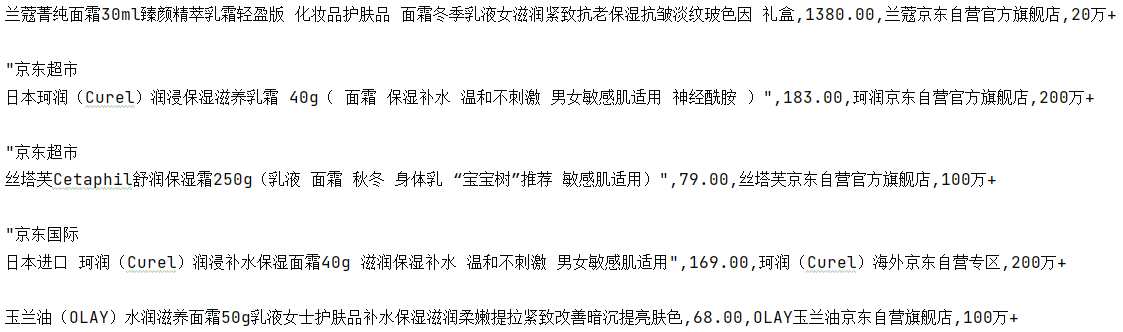 兰蔻菁纯面霜30ml臻颜精萃乳霜轻盈版 化妆品护肤品 面霜冬季乳液女滋润紧致抗老保湿抗皱淡纹玻色因 礼盒,1380.00,兰蔻京东自营官方旗舰店,20万+
"京东超市
日本珂润（Curel）润浸保湿滋养乳霜 40g（ 面霜 保湿补水 温和不刺激 男女敏感肌适用 神经酰胺 ）",183.00,珂润京东自营官方旗舰店,200万+
"京东超市
丝塔芙Cetaphil舒润保湿霜250g（乳液 面霜 秋冬 身体乳 “宝宝树”推荐 敏感肌适用）",79.00,丝塔芙京东自营官方旗舰店,100万+
"京东国际
日本进口 珂润（Curel）润浸补水保湿面霜40g 滋润保湿补水 温和不刺激 男女敏感肌适用",169.00,珂润（Curel）海外京东自营专区,200万+
玉兰油（OLAY）水润滋养面霜50g乳液女士护肤品补水保湿滋润柔嫩提拉紧致改善暗沉提亮肤色,68.00,OLAY玉兰油京东自营旗舰店,100万+